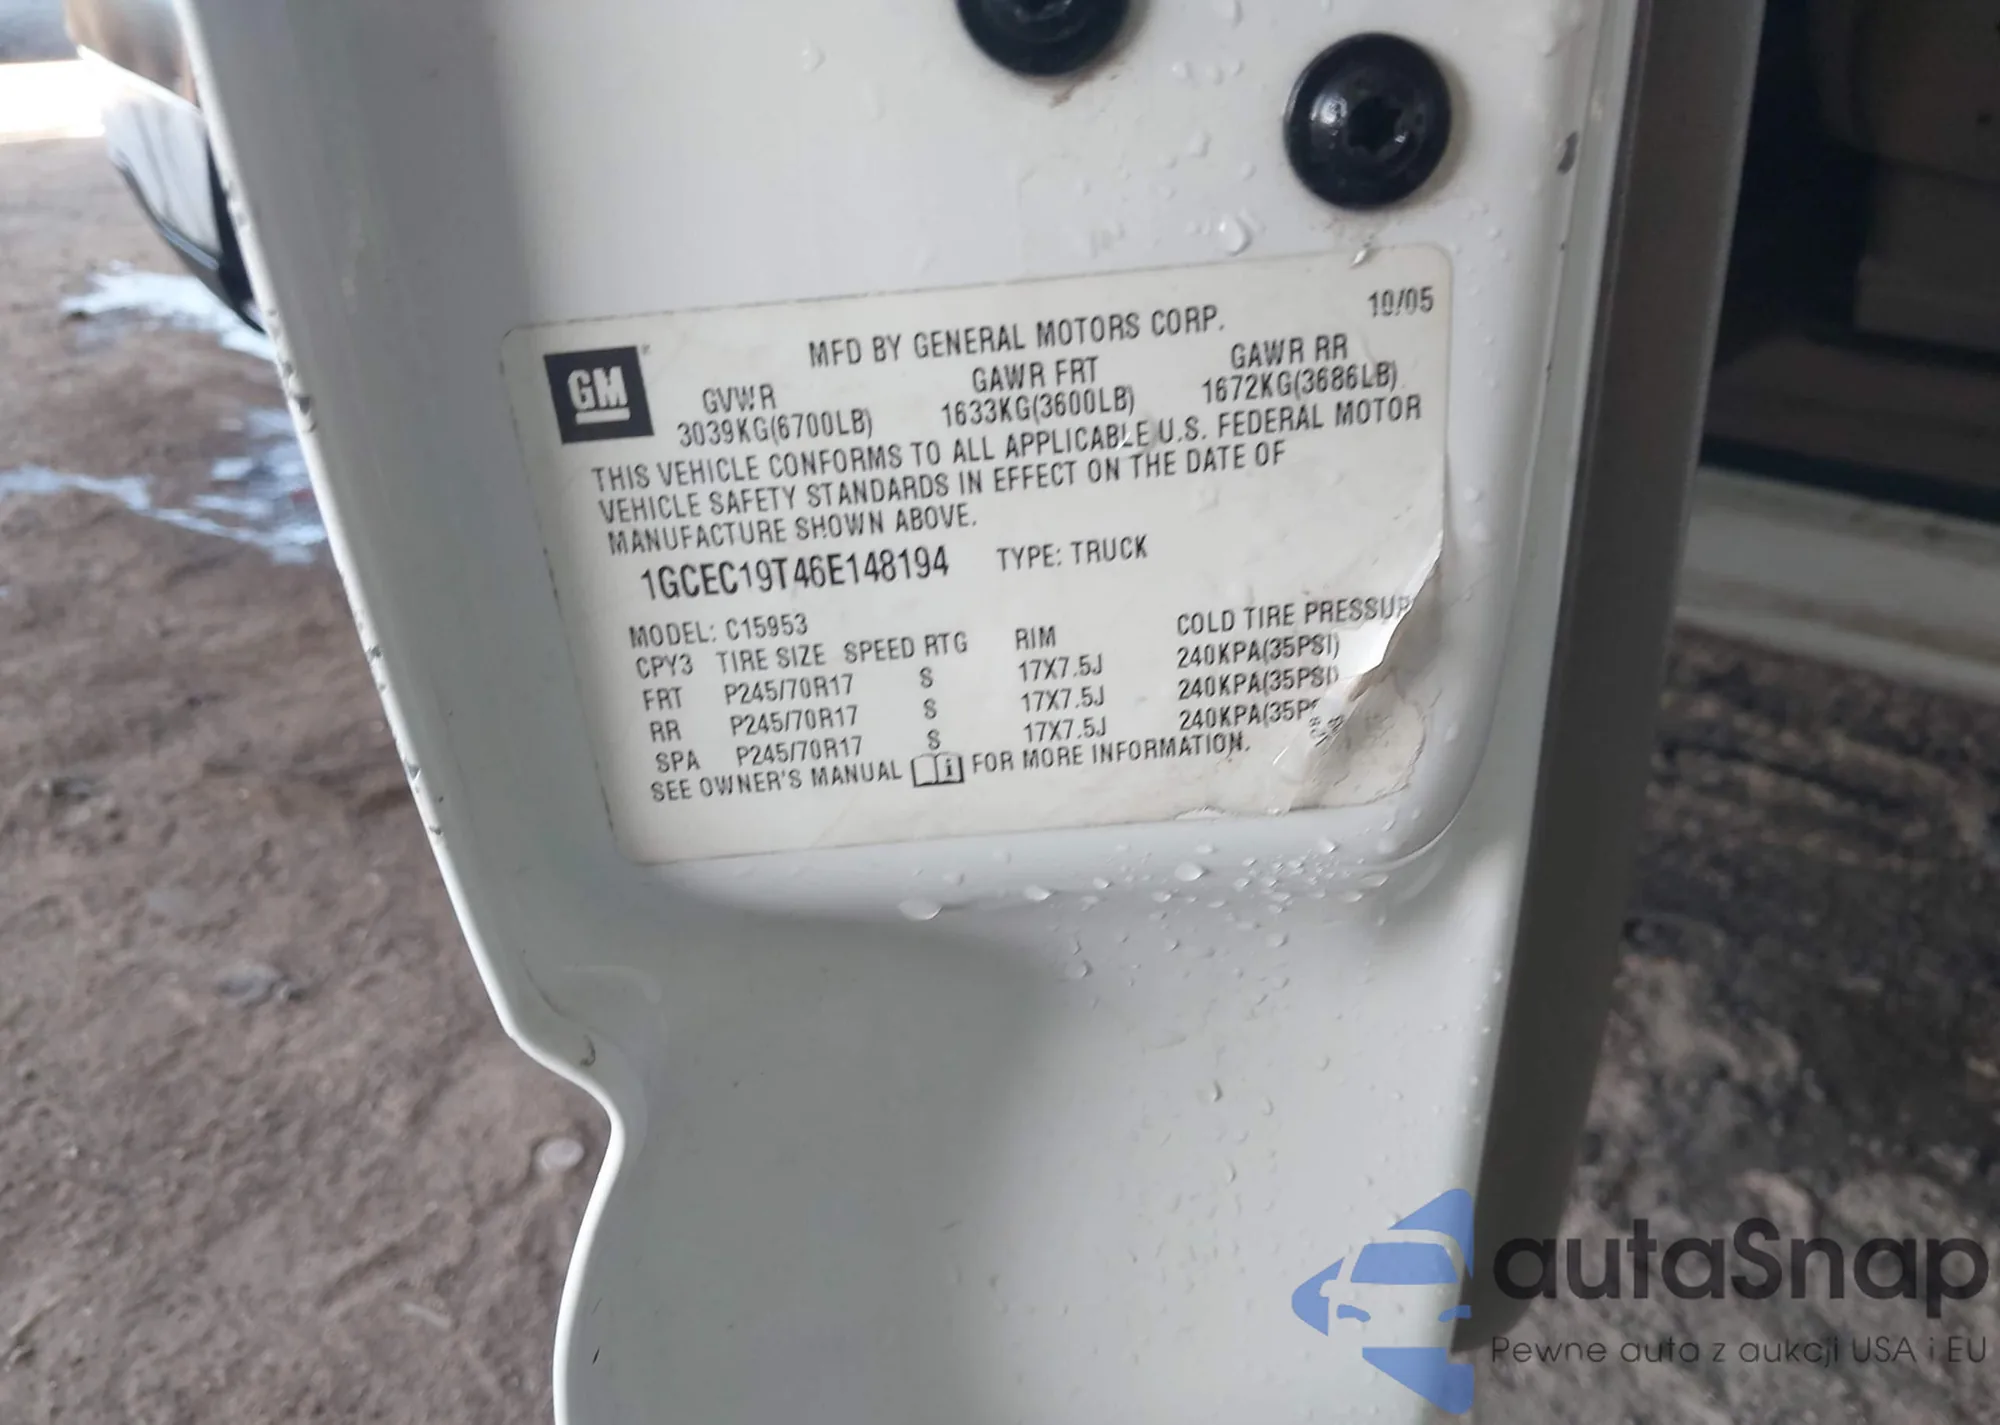 10/05
MFD BY GENERAL MOTORS CORP.
GM
GVWR GAWR FRT GAWR RR
3039KG(6700LB) 1633KG(3600LB) 1672KG(3686LB)
THIS VEHICLE CONFORMS TO ALL APPLICABLE U.S. FEDERAL MOTOR
VEHICLE SAFETY STANDARDS IN EFFECT ON THE DATE OF
MANUFACTURE SHOWN ABOVE.
1GCEC19T46E148194 TYPE: TRUCK
MODEL: C15953
CPY3 TIRE SIZE SPEED RTG RIM COLD TIRE PRESSUR
FRT P245/70R17 S 17X7.5J 240KPA(35PSI)
RR P245/70R17 S 17X7.5J 240KPA(35PSI)
SPA P245/70R17 S 17X7.5J 240KPA(35PS
SEE OWNER'S MANUAL FOR MORE INFORMATION.
autaSnap
Pewne auta z aukcji USA i EU